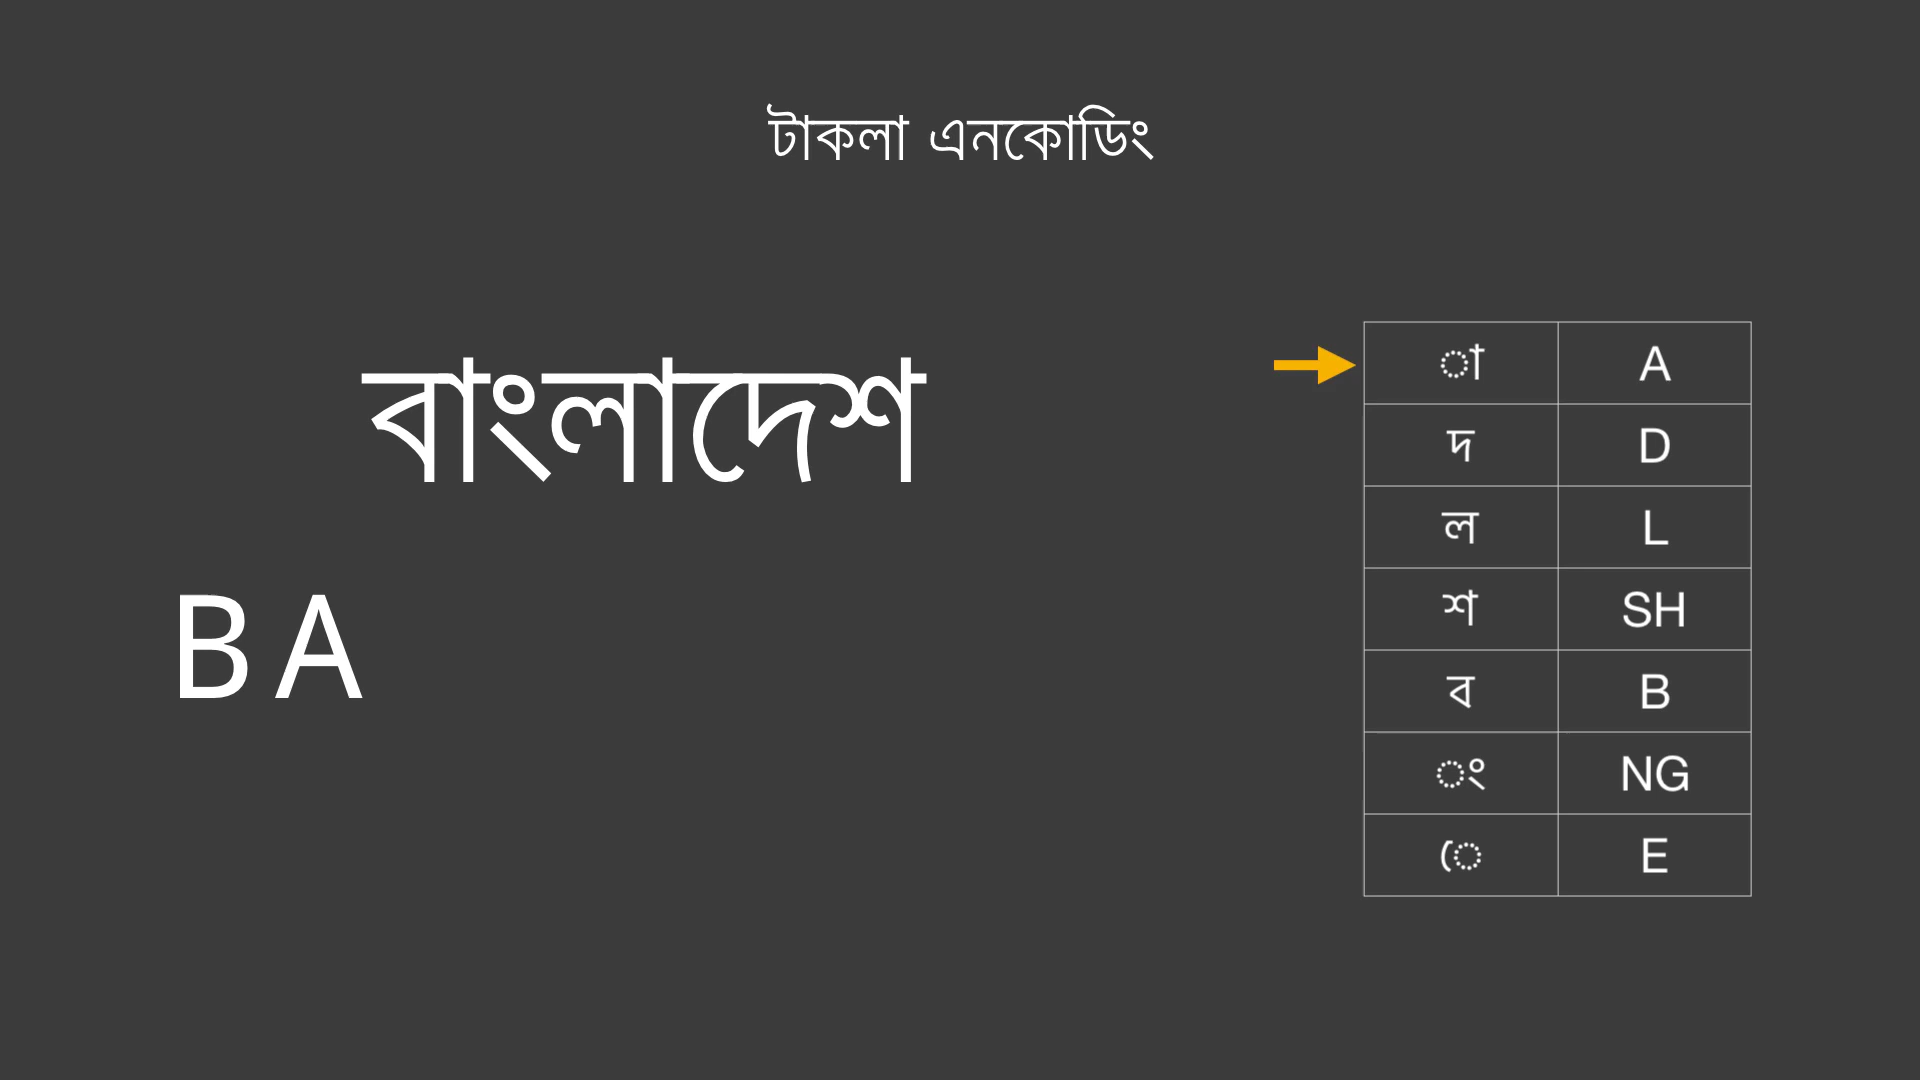 টাকলা এনকোডিং
বাংলাদেশ
B A
া A
দ D
ল L
শ SH
ব B
ং NG
ে E